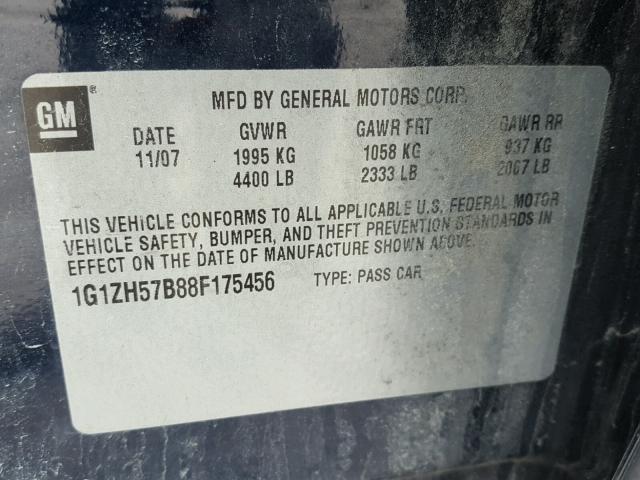 GM
MFD BY GENERAL MOTORS CORP.
DATE GVWR GAWR FRT GAWR RR
11/07 1995 KG 1058 KG 937 KG
4400 LB 2333 LB 2067 LB
THIS VEHICLE CONFORMS TO ALL APPLICABLE U.S. FEDERAL MOTOR
VEHICLE SAFETY, BUMPER, AND THEFT PREVENTION STANDARDS IN
EFFECT ON THE DATE OF MANUFACTURE SHOWN ABOVE.
1G1ZH57B88F175456 TYPE: PASS CAR